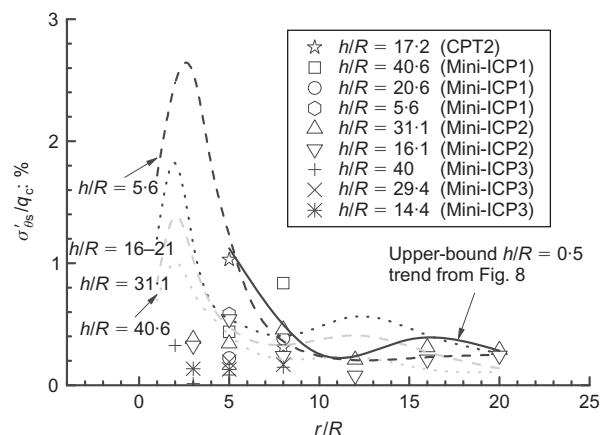 3
2
1
0
σ′θs/qc: %
–5
0
5
10
15
20
25
r/R
h/R = 17·2 (CPT2)
h/R = 40·6 (Mini-ICP1)
h/R = 20·6 (Mini-ICP1)
h/R = 5·6 (Mini-ICP1)
h/R = 31·1 (Mini-ICP2)
h/R = 16·1 (Mini-ICP2)
h/R = 40 (Mini-ICP3)
h/R = 29·4 (Mini-ICP3)
h/R = 14·4 (Mini-ICP3)
h/R = 5·6
h/R = 16–21
h/R = 31·1
h/R = 40·6
Upper-bound h/R = 0·5
trend from Fig. 8